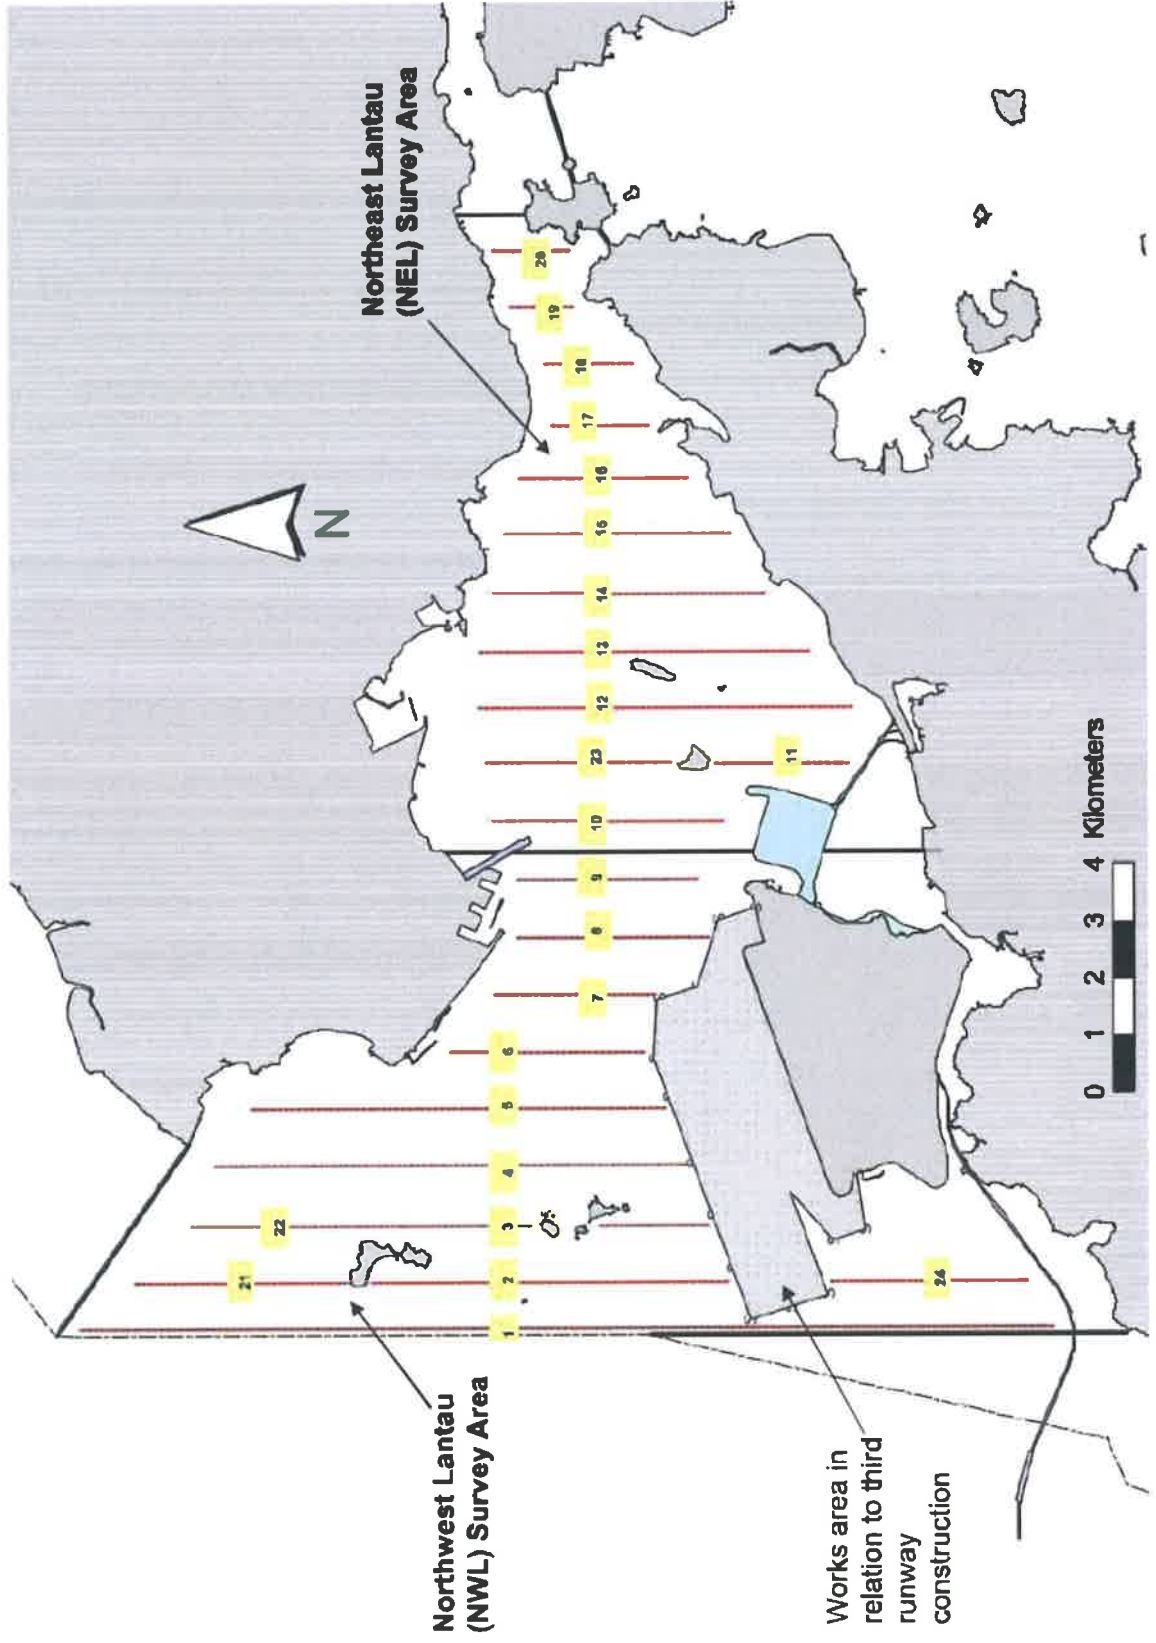 Northeast Lantau
(NEL) Survey Area
N
Northwest Lantau
(NWL) Survey Area
1
2
21
3
22
4
5
6
7
8
9
10
23
11
12
13
14
15
16
17
18
19
20
24
Works area in
relation to third
runway
construction
0 1 2 3 4 Kilometers